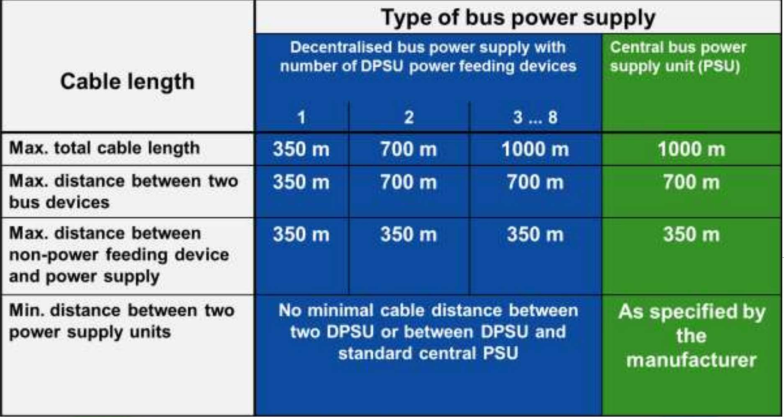 Type of bus power supply
Cable length
Decentralised bus power supply with
number of DPSU power feeding devices
Central bus power
supply unit (PSU)
1 2 3 ... 8
Max. total cable length 350 m 700 m 1000 m 1000 m
Max. distance between two
bus devices
350 m 700 m 700 m 700 m
Max. distance between
non-power feeding device
and power supply
350 m 350 m 350 m 350 m
Min. distance between two
power supply units
No minimal cable distance between
two DPSU or between DPSU and
standard central PSU
As specified by
the
manufacturer